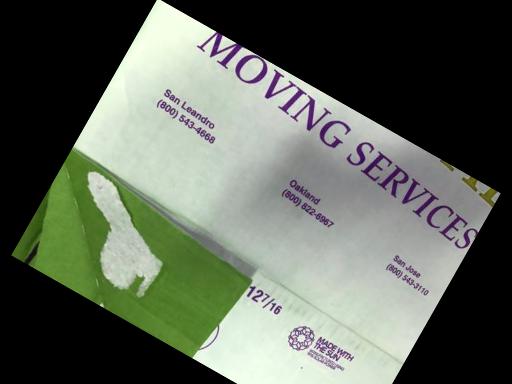 MOVING SERVICES
San Leandro
(800) 543-4668
Oakland
(800) 822-6967
San Jose
(800) 543-3110
127/16
MADE WITH
THE SUN